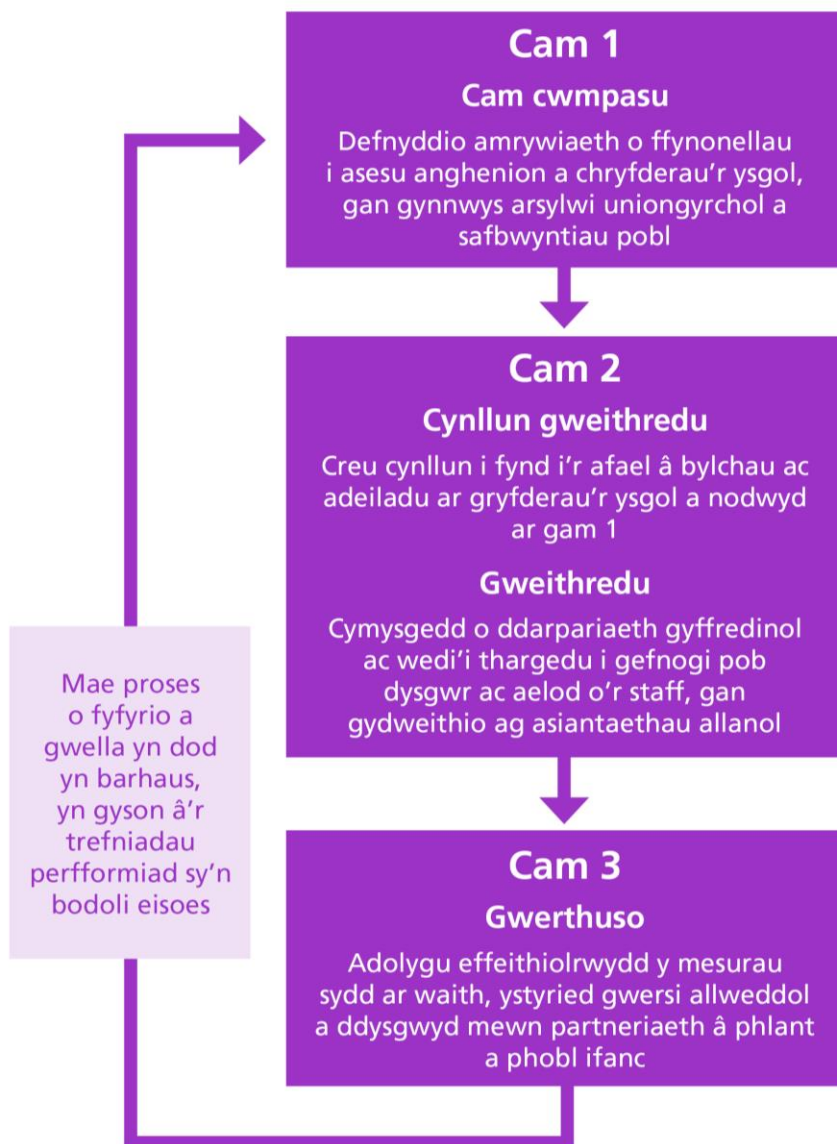 Cam 1
Cam cwmpasu
Defnyddio amrywiaeth o ffynonellau
i asesu anghenion a chryfderau'r ysgol,
gan gynnwys arsylwi uniongyrchol a
safbwyntiau pobl
Cam 2
Cynllun gweithredu
Creu cynllun i fynd i'r afael â bylchau ac
adeiladu ar gryfderau'r ysgol a nodwyd
ar gam 1
Gweithredu
Cymysgedd o ddarpariaeth gyffredinol
ac wedi'i thargedu i gefnogi pob
dysgwr ac aelod o'r staff, gan
gydweithio ag asiantaethau allanol
Cam 3
Gwerthuso
Adolygu effeithiolrwydd y mesurau
sydd ar waith, ystyried gwersi allweddol
a ddysgwyd mewn partneriaeth â phlant
a phobl ifanc
Mae proses
o fyfyrio a
gwella yn dod
yn barhaus,
yn gyson â'r
trefniadau
perfformiad sy'n
bodoli eisoes